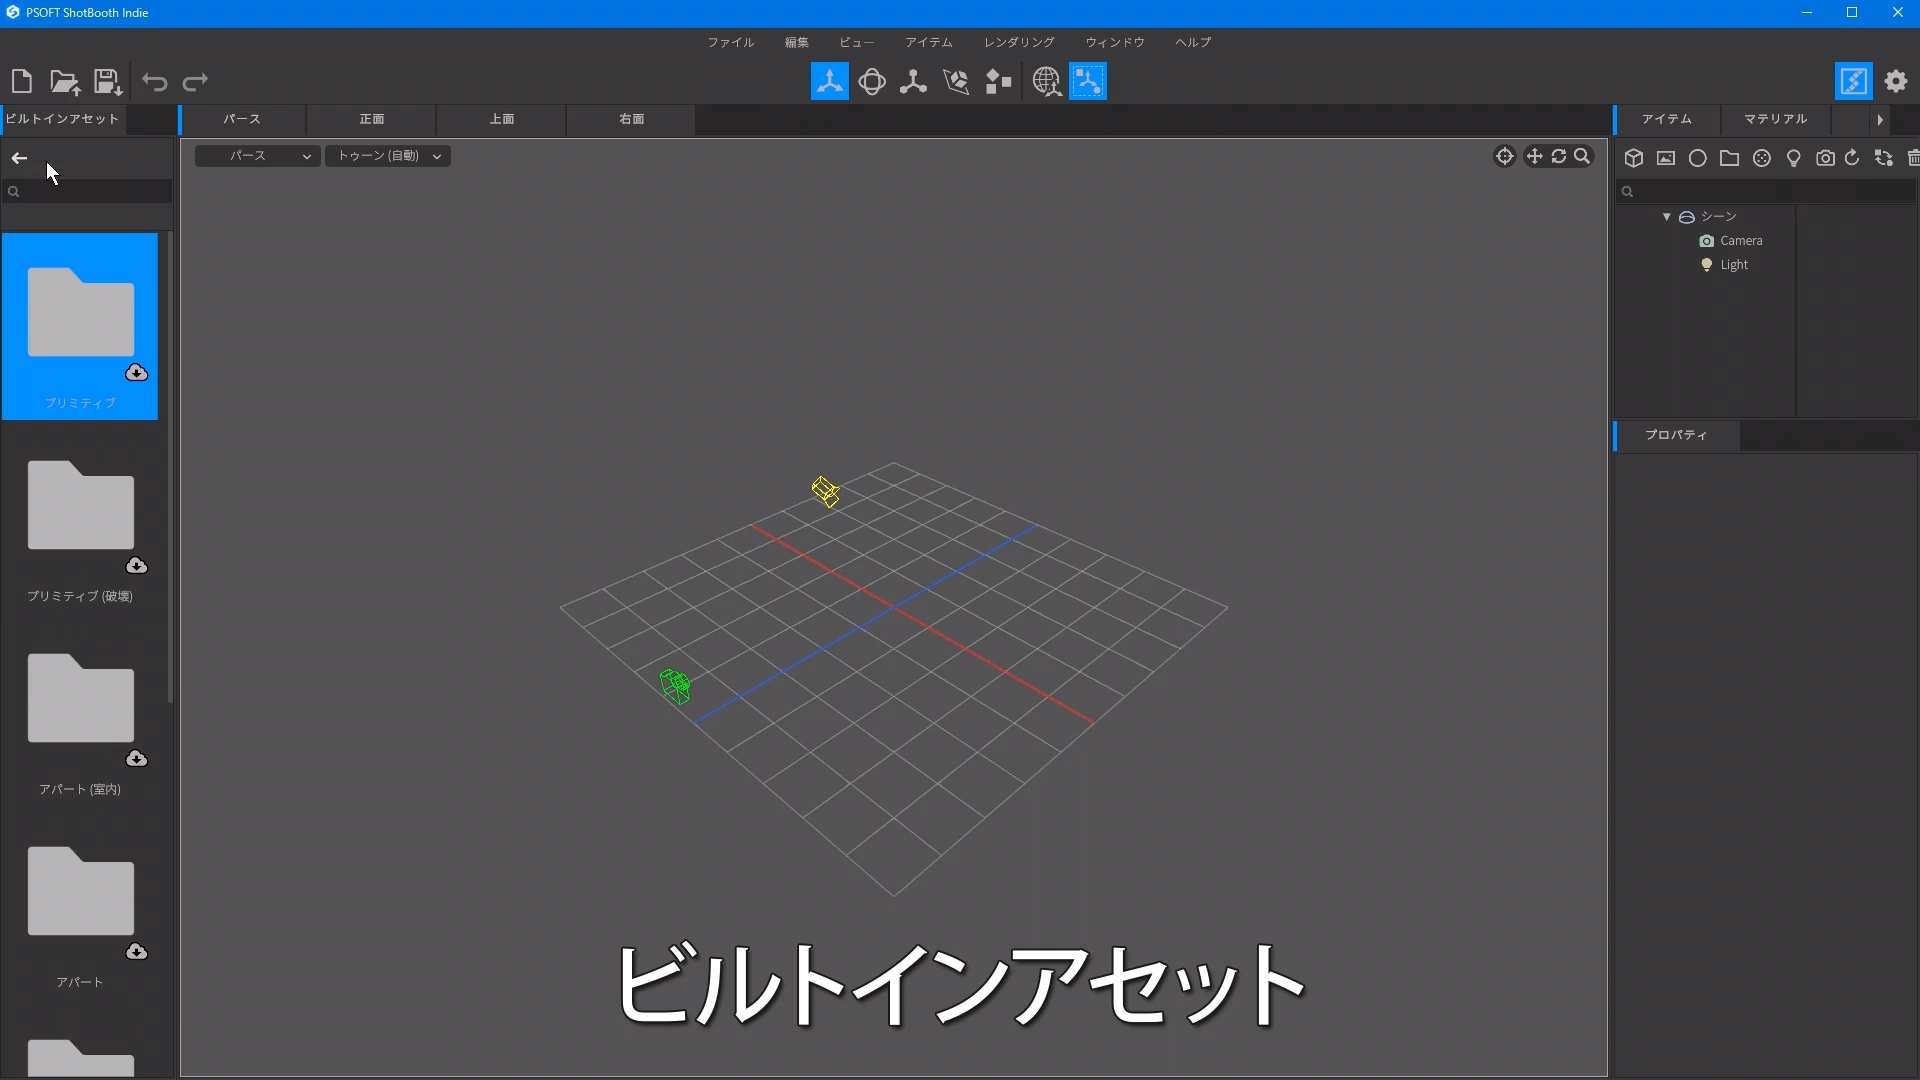 PSOFT ShotBooth Indie
ファイル 編集 ビュー アイテム レンダリング ウィンドウ ヘルプ
ビルトインアセット
パース 正面 上面 右面
アイテム マテリアル
パース トゥーン (自動)
シーン
Camera
Light
プリミティブ
プロパティ
プリミティブ (破壊)
アパート (室内)
アパート
ビルトインアセット